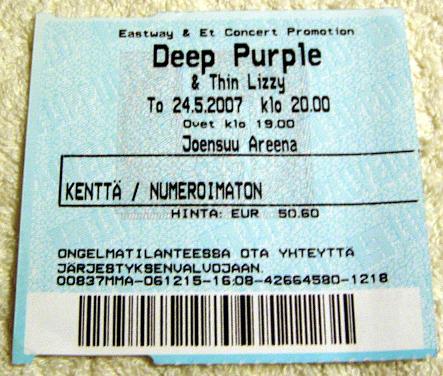 Eastway & Et Concert Promotion
Deep Purple
& Thin Lizzy
To 24.5.2007 klo 20.00
Ovet klo 19.00
Joensuu Areena
KENTTÄ / NUMEROIMATON
HINTA: EUR 50.60
ONGELMATILANTEESSA OTA YHTEYTTÄ
JÄRJESTYKSENVALVOJAAN.
00837MMA-061215-16:08-42664580-1218